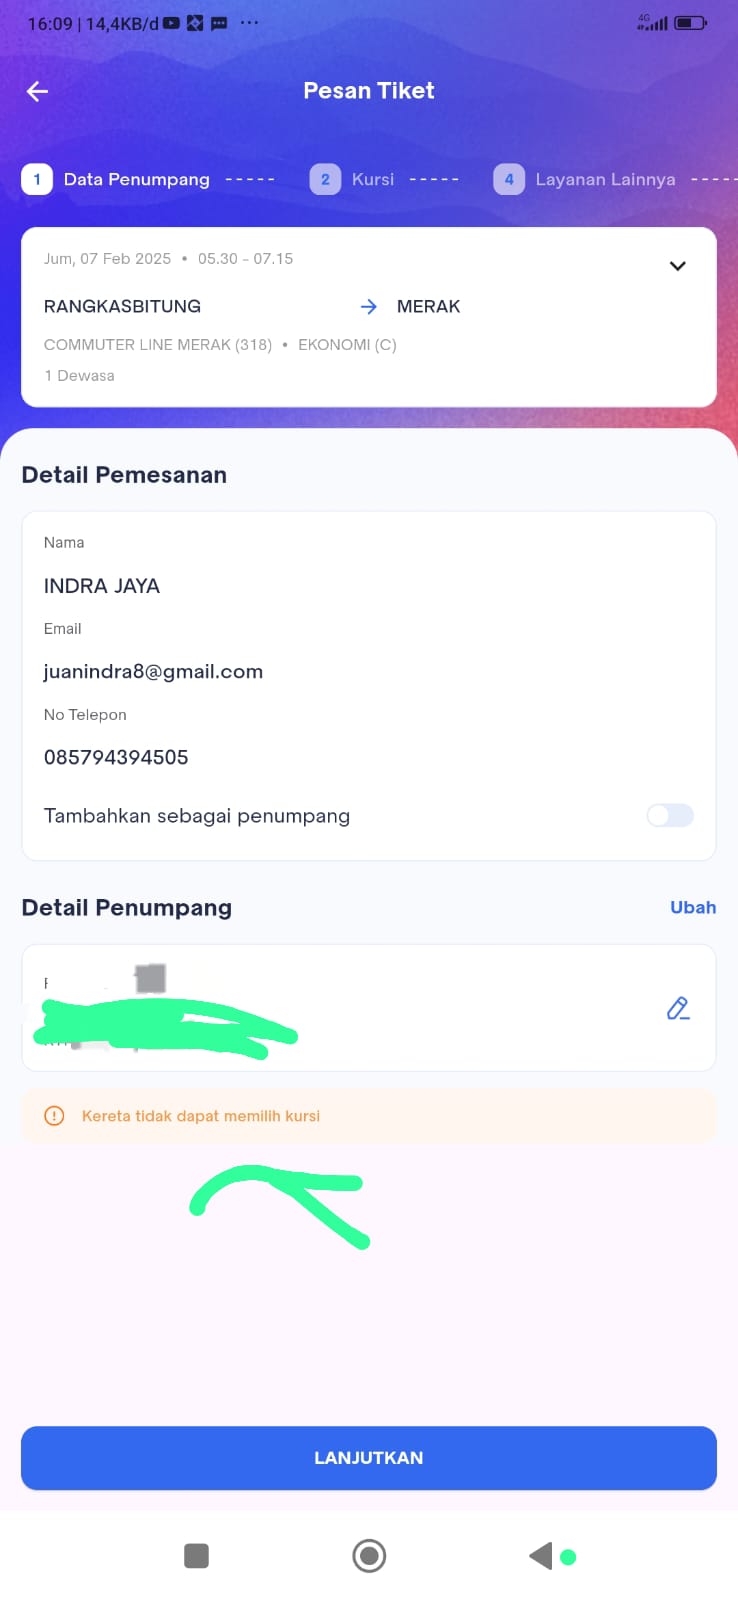 16:09 | 14,4KB/d ... 4G
Pesan Tiket
1 Data Penumpang ----- 2 Kursi ----- 4 Layanan Lainnya -----
Jum, 07 Feb 2025 • 05.30 - 07.15
RANGKASBITUNG → MERAK
COMMUTER LINE MERAK (318) • EKONOMI (C)
1 Dewasa
Detail Pemesanan
Nama
INDRA JAYA
Email
juanindra8@gmail.com
No Telepon
085794394505
Tambahkan sebagai penumpang
Detail Penumpang Ubah
Kereta tidak dapat memilih kursi
LANJUTKAN